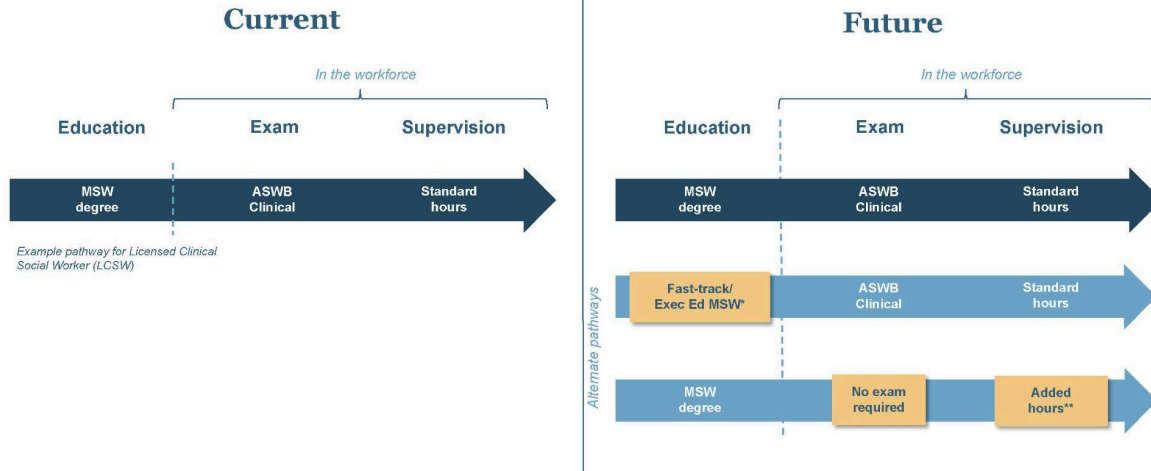 Current
In the workforce
Education
Exam
Supervision
MSW
degree
ASWB
Clinical
Standard
hours
Example pathway for Licensed Clinical
Social Worker (LCSW)
Future
In the workforce
Education
Exam
Supervision
MSW
degree
ASWB
Clinical
Standard
hours
Alternate pathways
Fast-track/
Exec Ed MSW*
ASWB
Clinical
Standard
hours
MSW
degree
No exam
required
Added
hours**